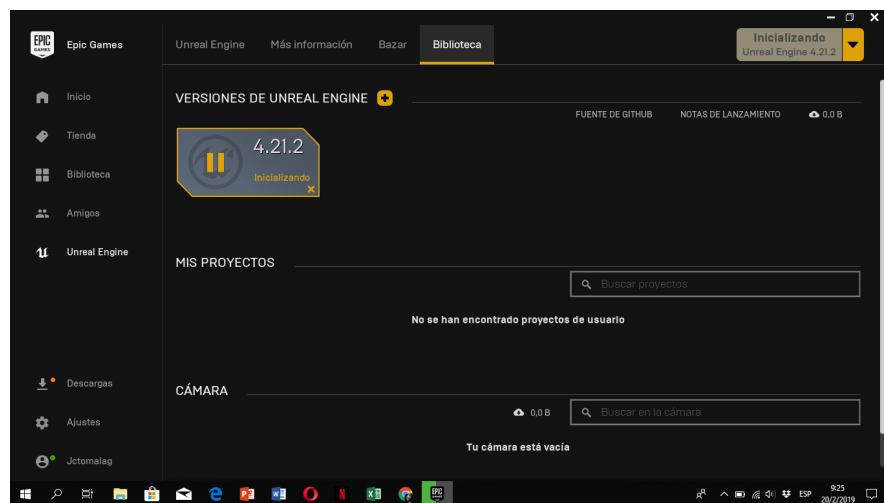 EPIC
GAMES
Epic Games
Unreal Engine
Más información
Bazar
Biblioteca
Inicializando
Unreal Engine 4.21.2
Inicio
Tienda
Biblioteca
Amigos
Unreal Engine
Descargas
Ajustes
Jctomalag
VERSIONES DE UNREAL ENGINE
FUENTE DE GITHUB
NOTAS DE LANZAMIENTO
0,0 B
4.21.2
Inicializando
MIS PROYECTOS
Buscar proyectos
No se han encontrado proyectos de usuario
CÁMARA
0,0 B
Buscar en la cámara
Tu cámara está vacía
ESP
9:25
20/2/2019